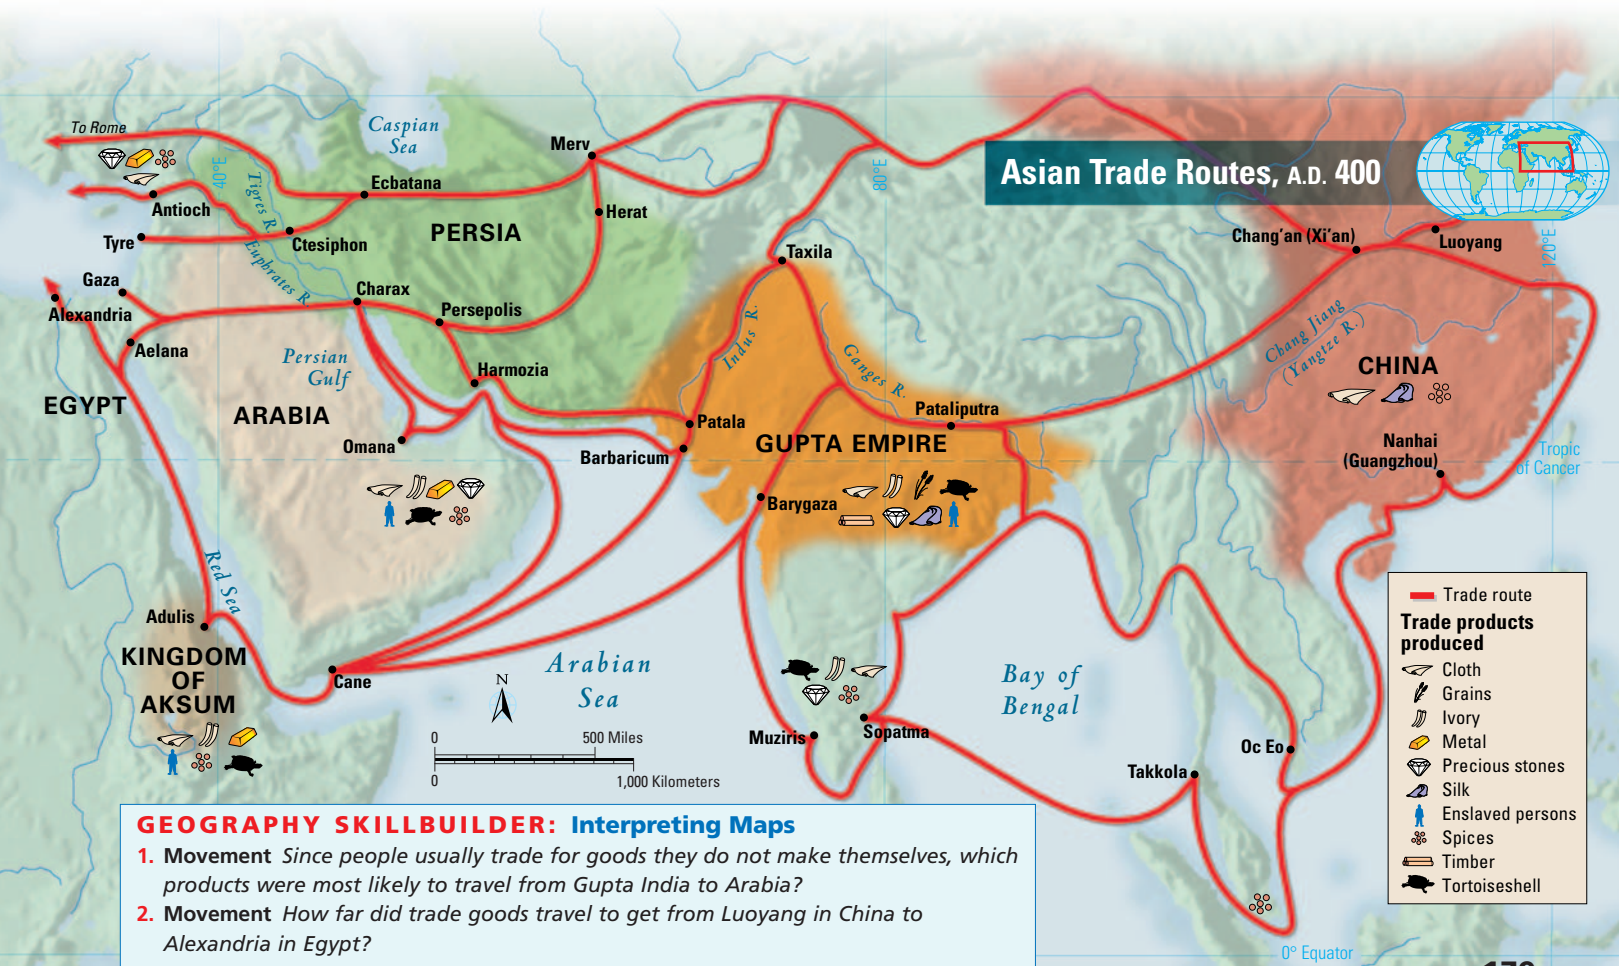 To Rome
Caspian
Sea
Merv
40°E
80°E
Asian Trade Routes, A.D. 400
Tigres R.
Ecbatana
Antioch
Herat
PERSIA
Tyre
Ctesiphon
Euphrates R.
Taxila
Chang'an (Xi'an)
Luoyang
120°E
Gaza
Charax
Alexandria
Persepolis
Aelana
Indus R.
Ganges R.
Chang Jiang
(Yangtze R.)
Persian
Gulf
Harmozia
CHINA
EGYPT
ARABIA
Omana
Patala
Barbaricum
GUPTA EMPIRE
Pataliputra
Nanhai
(Guangzhou)
Tropic
of Cancer
Barygaza
Red Sea
Adulis
KINGDOM
OF
AKSUM
Cane
N
Arabian
Sea
Bay of
Bengal
0
500 Miles
0
1,000 Kilometers
Muziris
Sopatma
Oc Eo
Takkola
0° Equator
Trade route
Trade products
produced
Cloth
Grains
Ivory
Metal
Precious stones
Silk
Enslaved persons
Spices
Timber
Tortoiseshell
GEOGRAPHY SKILLBUILDER: Interpreting Maps
1. Movement Since people usually trade for goods they do not make themselves, which
products were most likely to travel from Gupta India to Arabia?
2. Movement How far did trade goods travel to get from Luoyang in China to
Alexandria in Egypt?